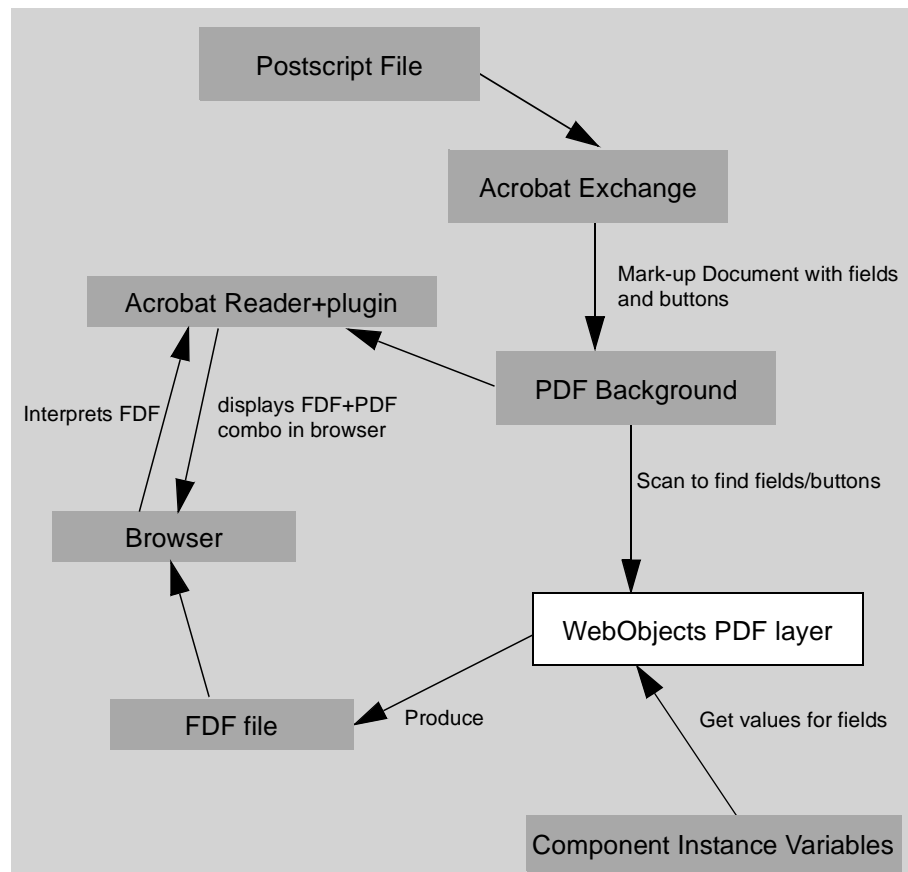 Postscript File
Acrobat Exchange
Mark-up Document with fields
and buttons
Acrobat Reader+plugin
PDF Background
Interprets FDF
displays FDF+PDF
combo in browser
Scan to find fields/buttons
Browser
WebObjects PDF layer
FDF file
Produce
Get values for fields
Component Instance Variables